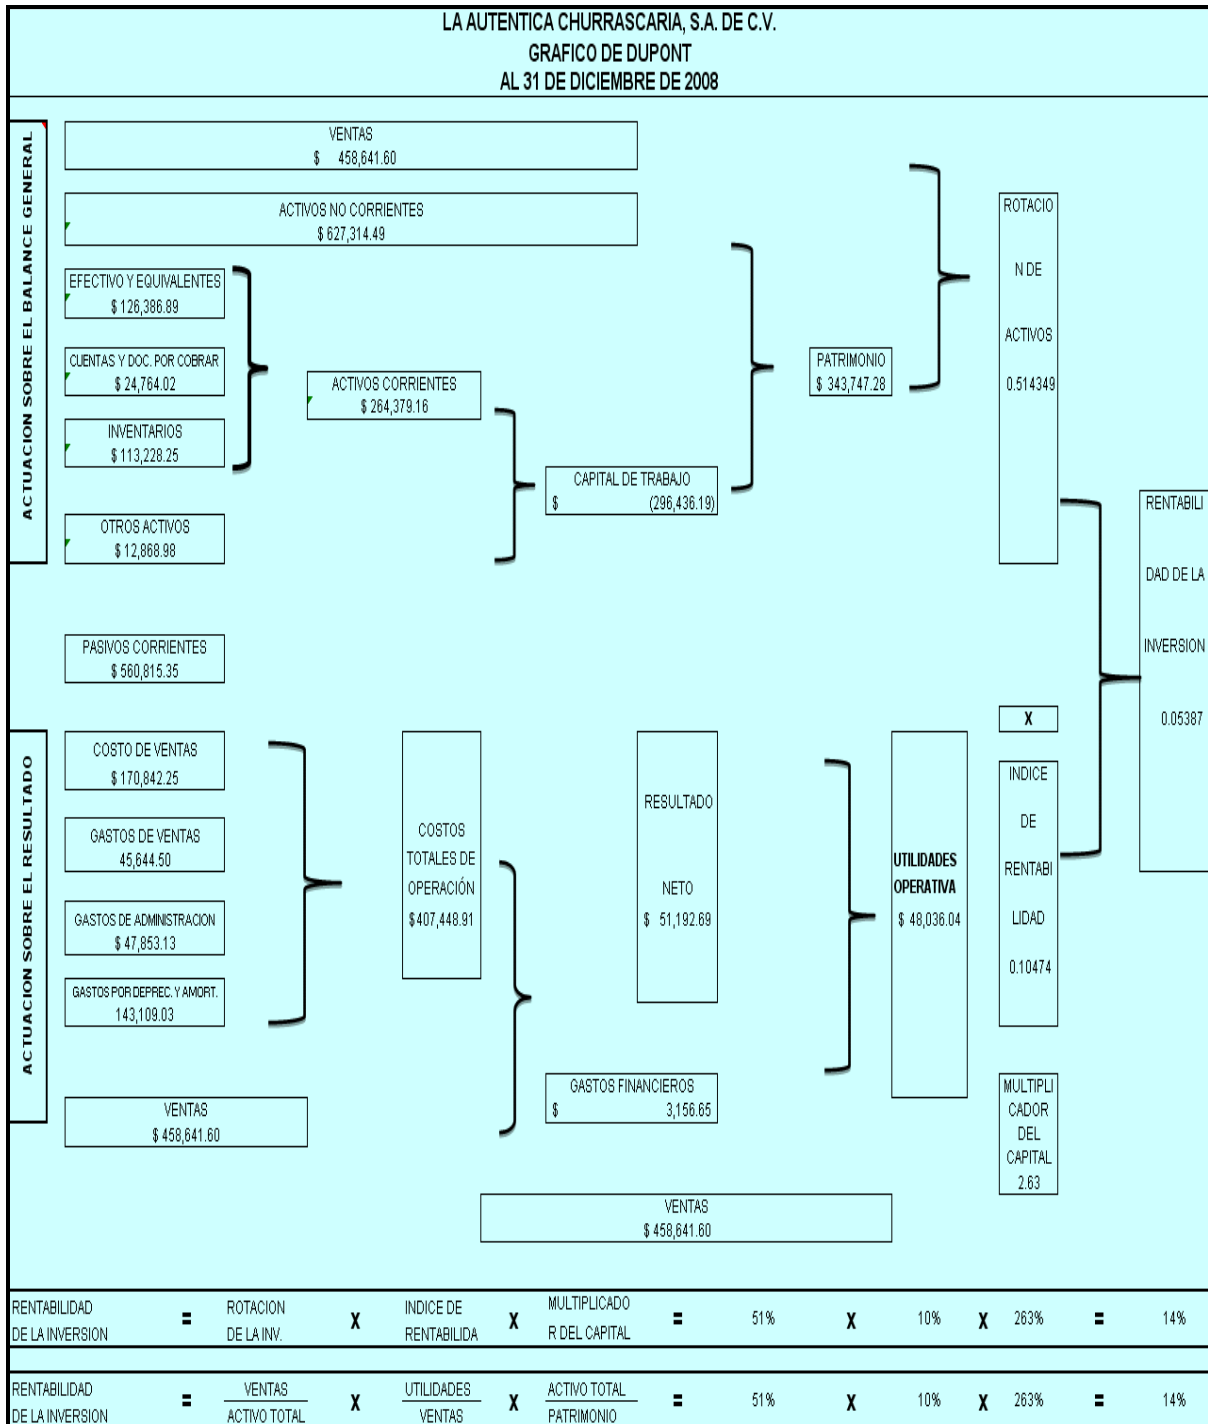 LA AUTENTICA CHURRASCARIA, S.A. DE C.V.
GRAFICO DE DUPONT
AL 31 DE DICIEMBRE DE 2008
ACTUACION SOBRE EL BALANCE GENERAL
VENTAS
$ 458,641.60
ACTIVOS NO CORRIENTES
$ 627,314.49
EFECTIVO Y EQUIVALENTES
$ 126,386.89
CUENTAS Y DOC. POR COBRAR
$ 24,764.02
INVENTARIOS
$ 113,228.25
OTROS ACTIVOS
$ 12,868.98
PASIVOS CORRIENTES
$ 560,815.35
ACTIVOS CORRIENTES
$ 264,379.16
CAPITAL DE TRABAJO
$ (296,436.19)
PATRIMONIO
$ 343,747.28
ROTACIO
N DE
ACTIVOS
0.514349
RENTABILI
DAD DE LA
INVERSION
0.05387
X
ACTUACION SOBRE EL RESULTADO
COSTO DE VENTAS
$ 170,842.25
GASTOS DE VENTAS
45,644.50
GASTOS DE ADMINISTRACION
$ 47,853.13
GASTOS POR DEPREC. Y AMORT.
143,109.03
VENTAS
$ 458,641.60
COSTOS
TOTALES DE
OPERACIÓN
$407,448.91
RESULTADO
NETO
$ 51,192.69
GASTOS FINANCIEROS
$ 3,156.65
UTILIDADES
OPERATIVA
$ 48,036.04
INDICE
DE
RENTABI
LIDAD
0.10474
MULTIPLI
CADOR
DEL
CAPITAL
2.63
VENTAS
$ 458,641.60
RENTABILIDAD
DE LA INVERSION
=
ROTACION
DE LA INV.
X
INDICE DE
RENTABILIDA
X
MULTIPLICADO
R DEL CAPITAL
= 51% X 10% X 263% = 14%
RENTABILIDAD
DE LA INVERSION
=
VENTAS
ACTIVO TOTAL
X
UTILIDADES
VENTAS
X
ACTIVO TOTAL
PATRIMONIO
= 51% X 10% X 263% = 14%